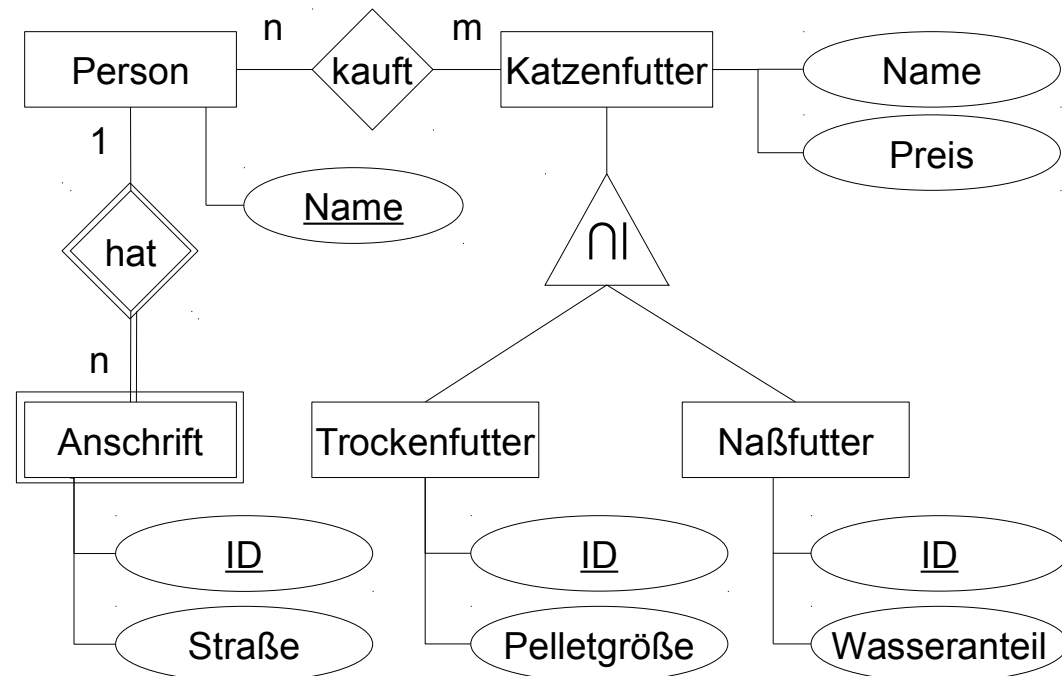 n
m
Person
kauft
Katzenfutter
Name
1
Preis
Name
hat
⋂I
n
Anschrift
Trockenfutter
Naßfutter
ID
ID
ID
Straße
Pelletgröße
Wasseranteil